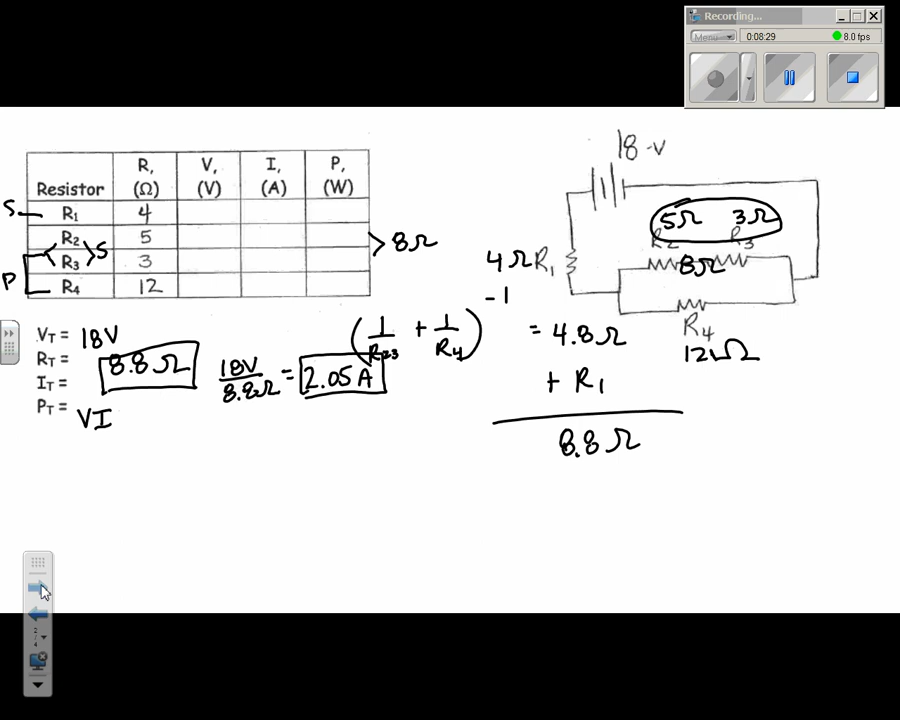 Recording...
Menu
0:08:29
8.0 fps
Resistor R, (Ω) V, (V) I, (A) P, (W)
S R1 4
R2 5
S
R3 3
> 8Ω
P R4 12
18-V
5Ω 3Ω
R2 R3
4Ω R1
8Ω
R4
12Ω
VT = 18V
RT = 8.8Ω
IT = 18V/8.8Ω = 2.05A
PT = VI
(1/R23 + 1/R4)-1 = 4.8Ω
+ R1
8.8Ω
2/4